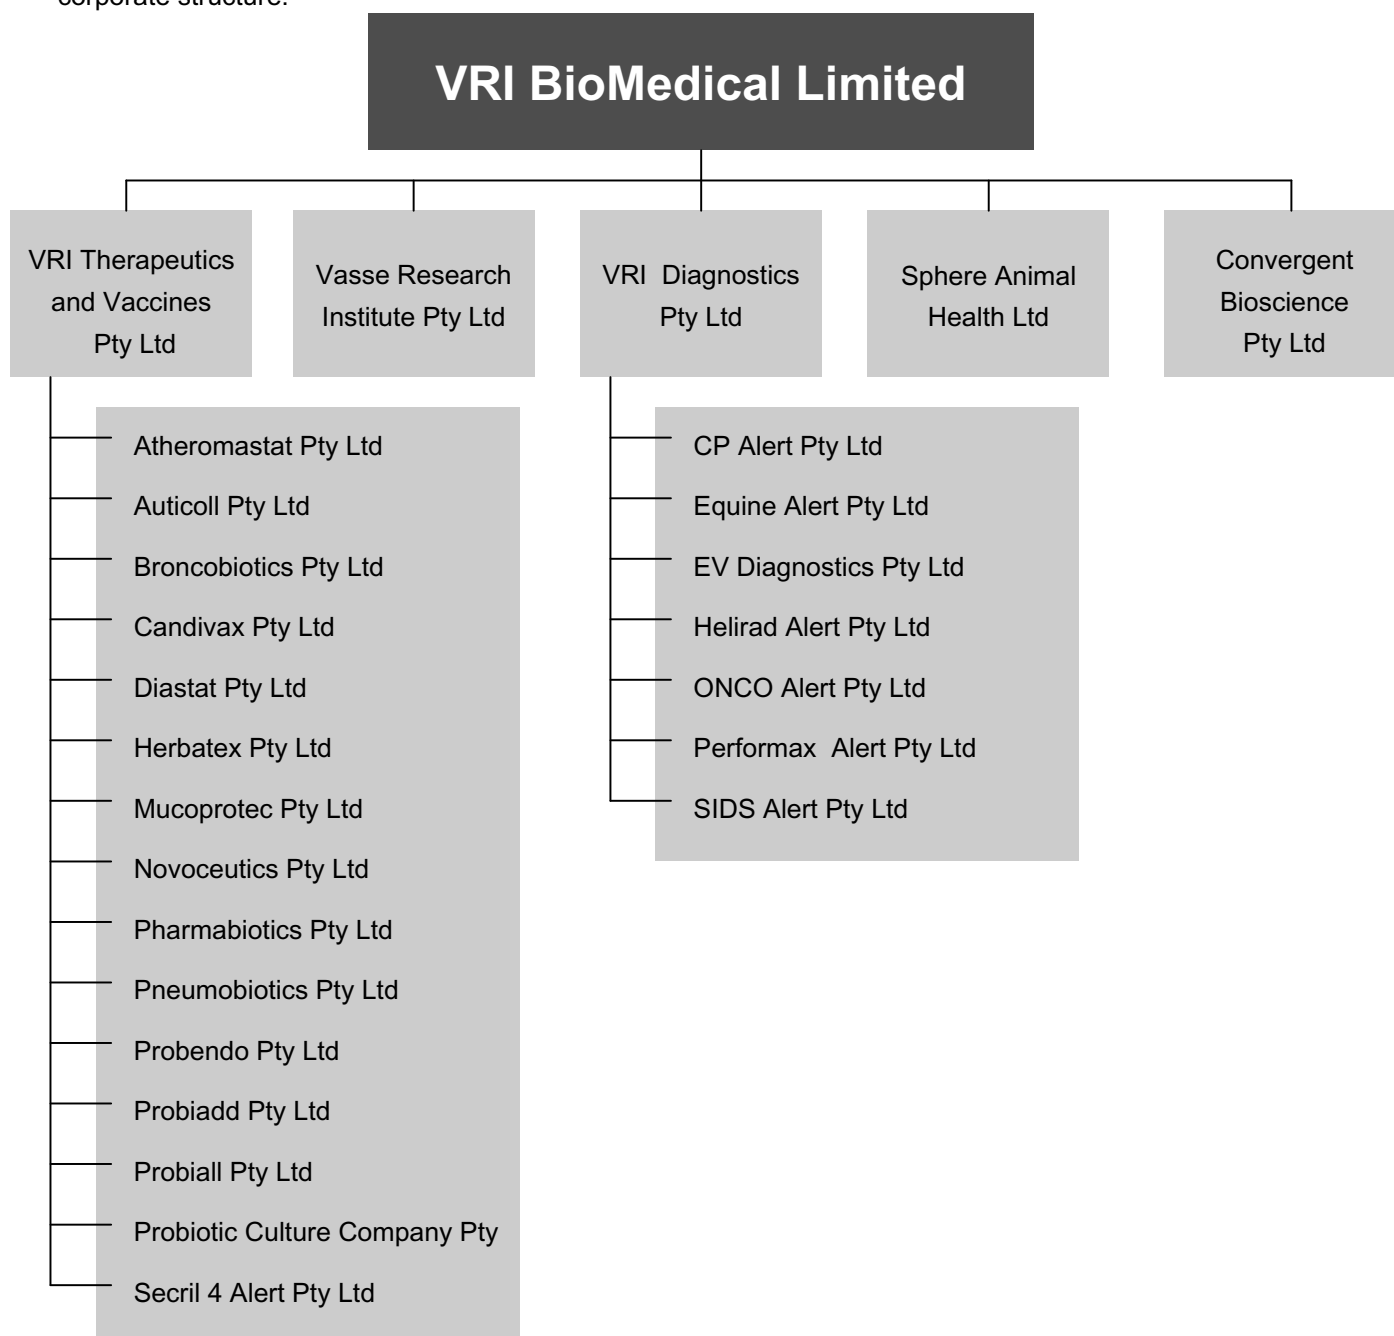 corporate structure.
VRI BioMedical Limited
VRI Therapeutics
and Vaccines
Pty Ltd
Vasse Research
Institute Pty Ltd
VRI Diagnostics
Pty Ltd
Sphere Animal
Health Ltd
Convergent
Bioscience
Pty Ltd
Atheromastat Pty Ltd
Auticoll Pty Ltd
Broncobiotics Pty Ltd
Candivax Pty Ltd
Diastat Pty Ltd
Herbatex Pty Ltd
Mucoprotec Pty Ltd
Novoceutics Pty Ltd
Pharmabiotics Pty Ltd
Pneumobiotics Pty Ltd
Probendo Pty Ltd
Probiadd Pty Ltd
Probiall Pty Ltd
Probiotic Culture Company Pty
Secril 4 Alert Pty Ltd
CP Alert Pty Ltd
Equine Alert Pty Ltd
EV Diagnostics Pty Ltd
Helirad Alert Pty Ltd
ONCO Alert Pty Ltd
Performax Alert Pty Ltd
SIDS Alert Pty Ltd